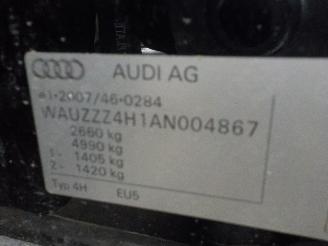 AUDI AG
e1*2007/46*0284
WAUZZZ4H1AN004867
2660 kg
4990 kg
1- 1405 kg
2- 1420 kg
Typ 4H EU5